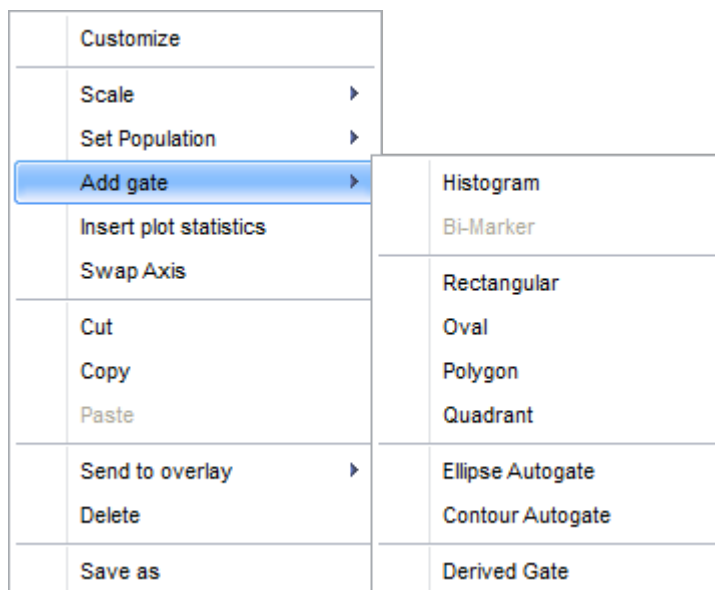 Customize
Scale
Set Population
Add gate
Insert plot statistics
Swap Axis
Cut
Copy
Paste
Send to overlay
Delete
Save as
Histogram
Bi-Marker
Rectangular
Oval
Polygon
Quadrant
Ellipse Autogate
Contour Autogate
Derived Gate